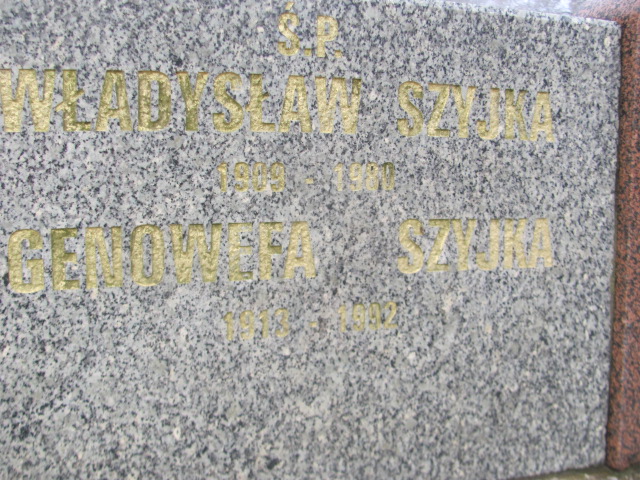 Ś.P.
WŁADYSŁAW SZYJKA
1909 - 1980
GENOWEFA SZYJKA
1913 - 1992